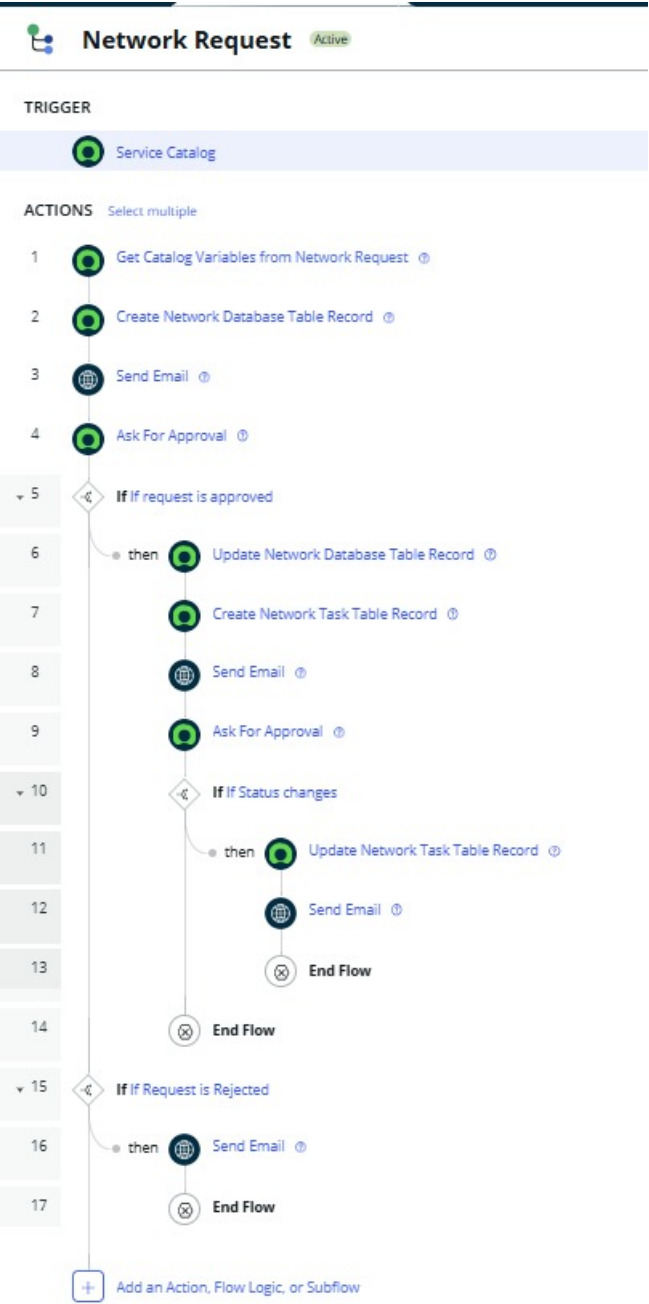 Network Request Active
TRIGGER
Service Catalog
ACTIONS Select multiple
1 Get Catalog Variables from Network Request
2 Create Network Database Table Record
3 Send Email
4 Ask For Approval
5 If If request is approved
6 then Update Network Database Table Record
7 Create Network Task Table Record
8 Send Email
9 Ask For Approval
10 If If Status changes
11 then Update Network Task Table Record
12 Send Email
13 End Flow
14 End Flow
15 If If Request is Rejected
16 then Send Email
17 End Flow
Add an Action, Flow Logic, or Subflow